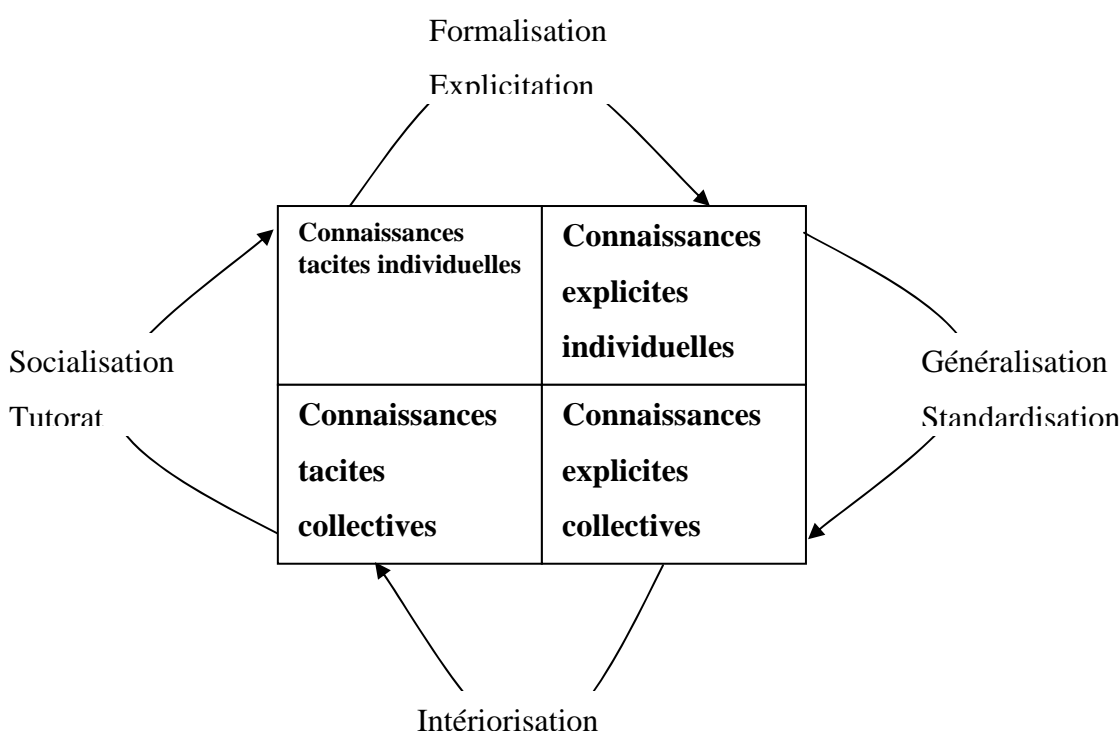 Formalisation
Explicitation
Connaissances
tacites individuelles
Connaissances
explicites
individuelles
Socialisation
Tutorat
Généralisation
Standardisation
Connaissances
tacites
collectives
Connaissances
explicites
collectives
Intériorisation